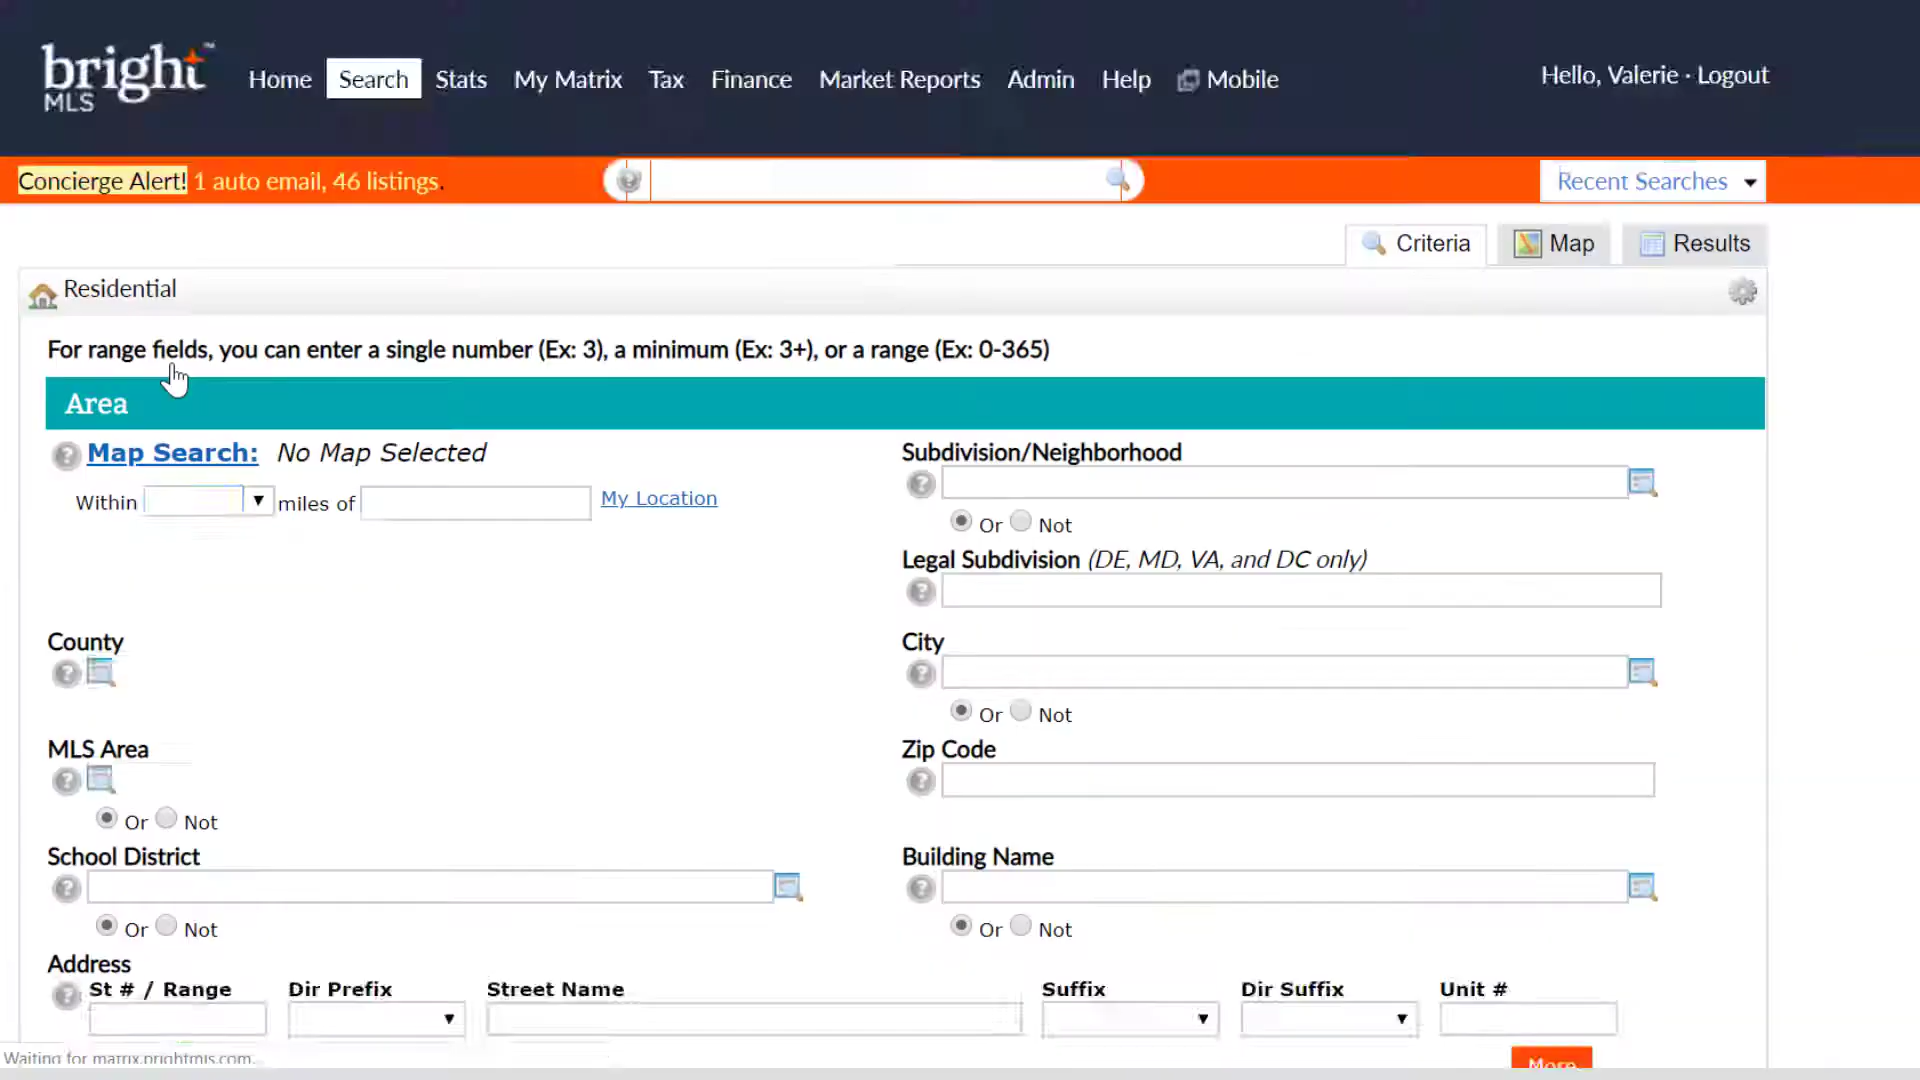 bright™
MLS
Home Search Stats My Matrix Tax Finance Market Reports Admin Help Mobile
Hello, Valerie · Logout
Concierge Alert! 1 auto email, 46 listings.
Recent Searches
Criteria Map Results
Residential
For range fields, you can enter a single number (Ex: 3), a minimum (Ex: 3+), or a range (Ex: 0-365)
Area
Map Search: No Map Selected
Within miles of My Location
Subdivision/Neighborhood
Or Not
Legal Subdivision (DE, MD, VA, and DC only)
County
City
Or Not
MLS Area
Zip Code
Or Not
School District
Building Name
Or Not
Or Not
Address
St # / Range Dir Prefix Street Name Suffix Dir Suffix Unit #
More
Waiting for matrix.brightmls.com...